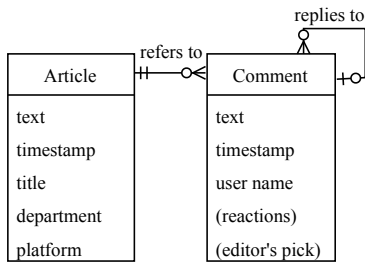 replies to
refers to
Article
text
timestamp
title
department
platform
Comment
text
timestamp
user name
(reactions)
(editor's pick)